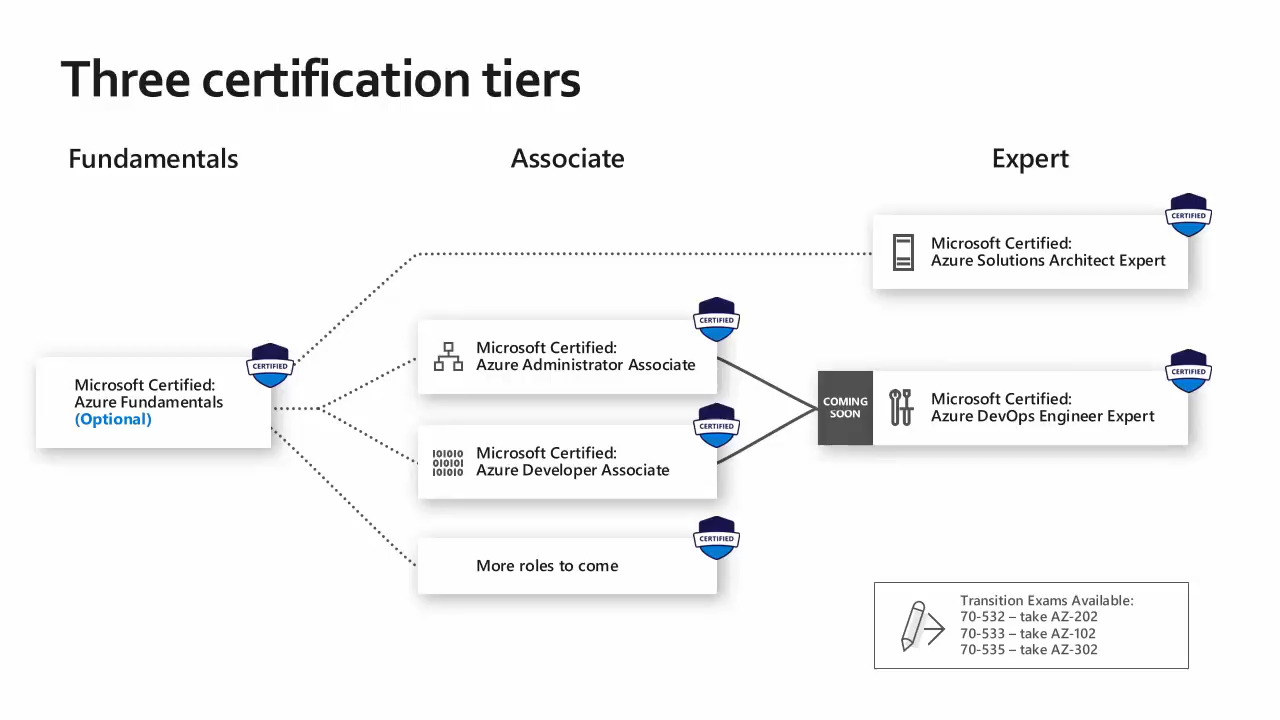 Three certification tiers
Fundamentals
Associate
Expert
CERTIFIED
Microsoft Certified:
Azure Solutions Architect Expert
CERTIFIED
Microsoft Certified:
Azure Administrator Associate
CERTIFIED
Microsoft Certified:
Azure Fundamentals
(Optional)
CERTIFIED
COMING
SOON
Microsoft Certified:
Azure DevOps Engineer Expert
CERTIFIED
Microsoft Certified:
Azure Developer Associate
IOIOIO
OIOIOI
IOIOIO
CERTIFIED
More roles to come
Transition Exams Available:
70-532 – take AZ-202
70-533 – take AZ-102
70-535 – take AZ-302